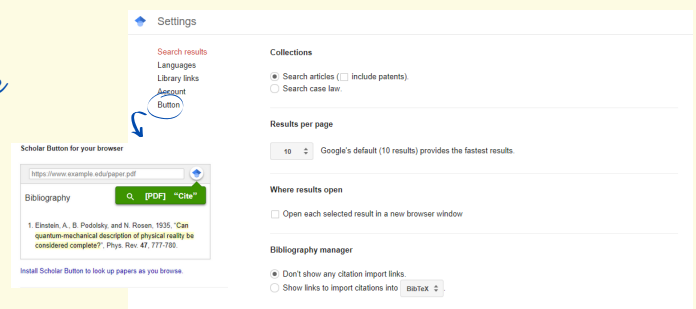 Settings
Search results
Languages
Library links
Account
Button
Collections
Search articles ( include patents).
Search case law.
Results per page
10 Google's default (10 results) provides the fastest results.
Where results open
Open each selected result in a new browser window
Bibliography manager
Don't show any citation import links.
Show links to import citations into BibTeX .
Scholar Button for your browser
https://www.example.edu/paper.pdf
Bibliography
[PDF] "Cite"
1. Einstein, A., B. Podolsky, and N. Rosen, 1935, "Can
quantum-mechanical description of physical reality be
considered complete?", Phys. Rev. 47, 777-780.
Install Scholar Button to look up papers as you browse.